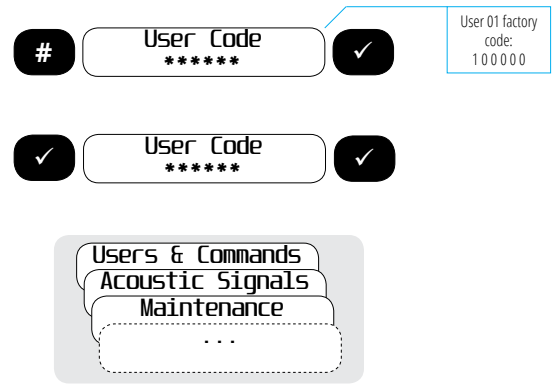 #
User Code
******
✓
User 01 factory
code:
100000
✓
User Code
******
✓
Users & Commands
Acoustic Signals
Maintenance
...